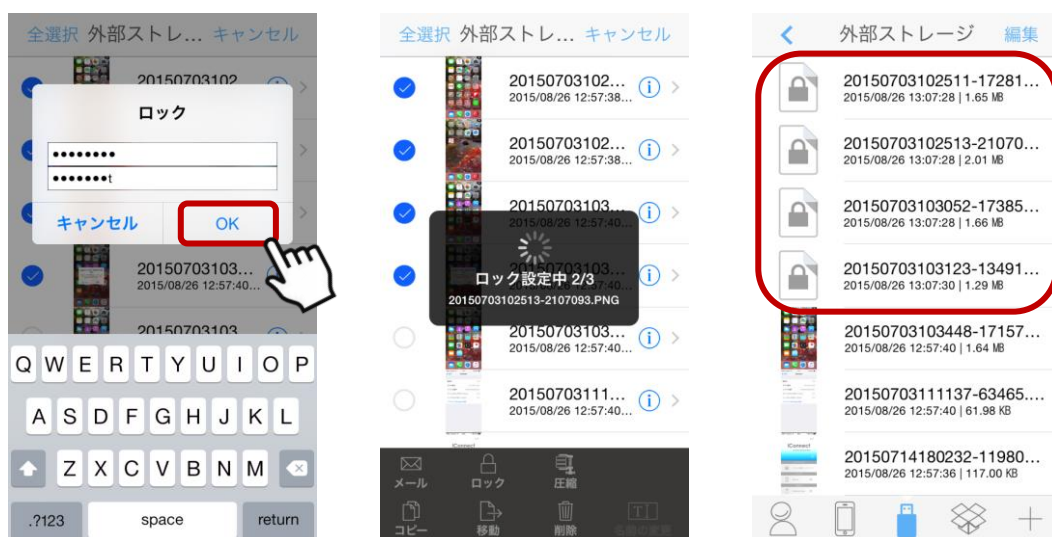 全選択 外部ストレ... キャンセル
20150703102
ロック
••••••••
•••••••t
キャンセル OK
20150703103...
2015/08/26 12:57:40...
20150703103
Q W E R T Y U I O P
A S D F G H J K L
Z X C V B N M
.?123 space return
全選択 外部ストレ... キャンセル
20150703102...
2015/08/26 12:57:38...
20150703102...
2015/08/26 12:57:38...
20150703103...
2015/08/26 12:57:40...
ロック設定中 2/3
20150703102513-2107093.PNG
20150703103...
2015/08/26 12:57:40...
20150703103...
2015/08/26 12:57:40...
20150703111...
2015/08/26 12:57:40...
iConnect
メール ロック 圧縮
コピー 移動 削除 名前の変更
外部ストレージ 編集
20150703102511-17281...
2015/08/26 13:07:28 | 1.65 MB
20150703102513-21070...
2015/08/26 13:07:28 | 2.01 MB
20150703103052-17385...
2015/08/26 13:07:28 | 1.66 MB
20150703103123-13491...
2015/08/26 13:07:30 | 1.29 MB
20150703103448-17157...
2015/08/26 12:57:40 | 1.64 MB
20150703111137-63465....
2015/08/26 12:57:40 | 61.98 KB
iConnect
20150714180232-11980...
2015/08/26 12:57:36 | 117.00 KB